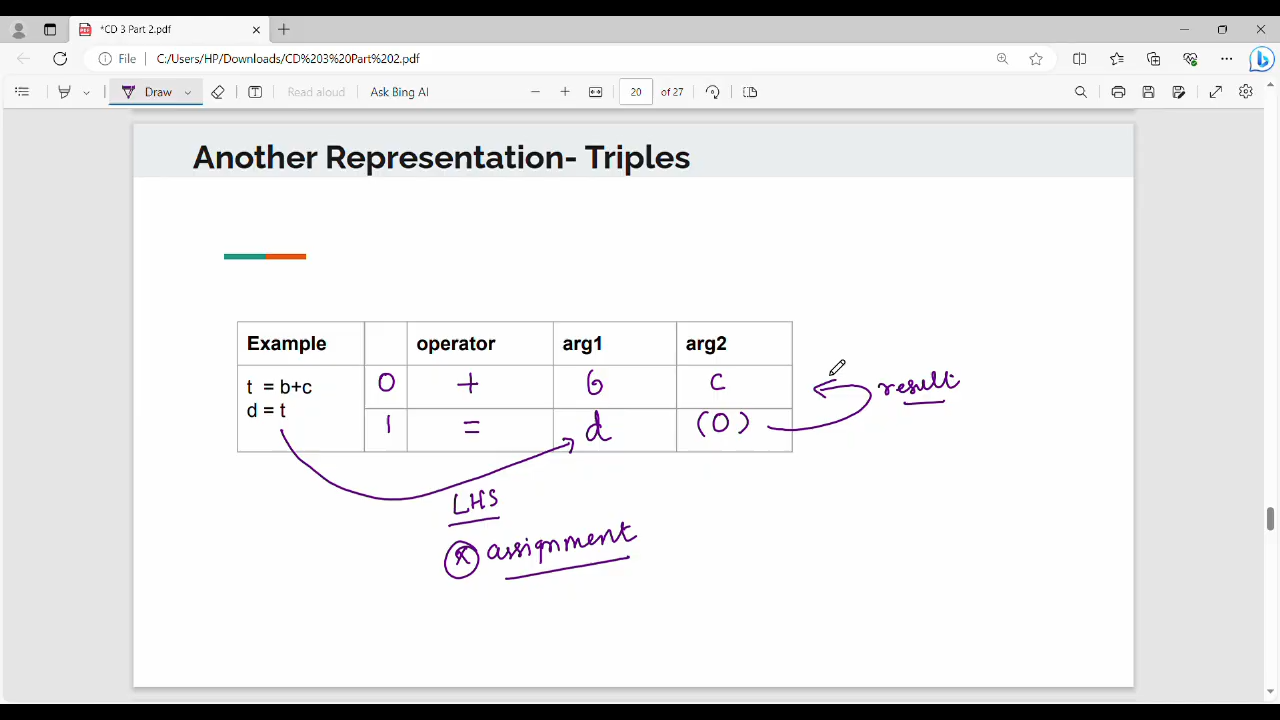 *CD 3 Part 2.pdf
File C:/Users/HP/Downloads/CD%203%20Part%202.pdf
Draw Read aloud Ask Bing AI 20 of 27
Another Representation- Triples
Example operator arg1 arg2
t = b+c 0 + b c result
d = t 1 = d (0)
LHS
* assignment